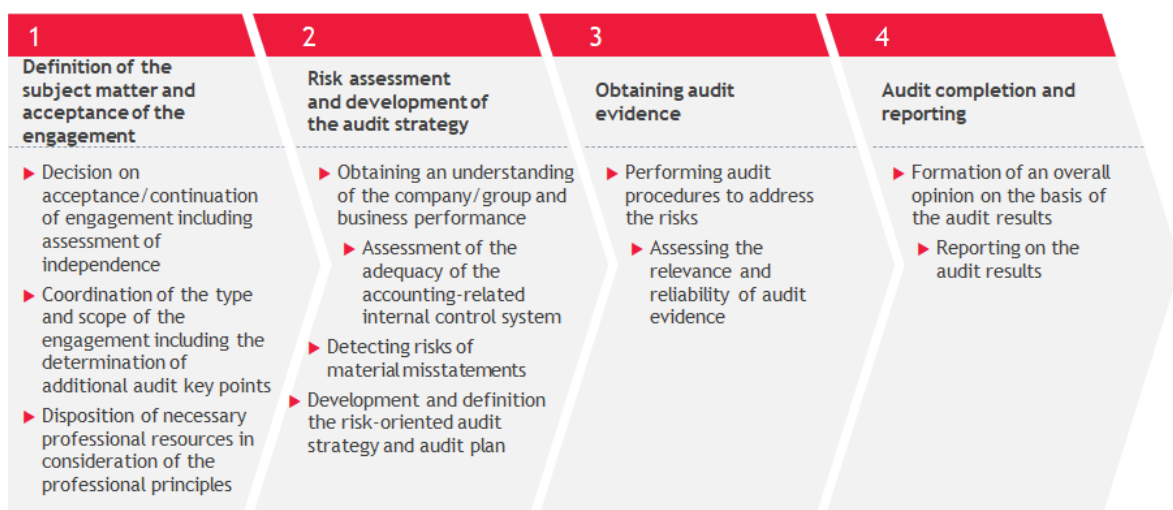 1
Definition of the
subject matter and
acceptance of the
engagement
▶ Decision on
acceptance/continuation
of engagement including
assessment of
independence
▶ Coordination of the type
and scope of the
engagement including the
determination of
additional audit key points
▶ Disposition of necessary
professional resources in
consideration of the
professional principles
2
Risk assessment
and development of
the audit strategy
▶ Obtaining an understanding
of the company/group and
business performance
▶ Assessment of the
adequacy of the
accounting-related
internal control system
▶ Detecting risks of
material misstatements
▶ Development and definition
the risk-oriented audit
strategy and audit plan
3
Obtaining audit
evidence
▶ Performing audit
procedures to address
the risks
▶ Assessing the
relevance and
reliability of audit
evidence
4
Audit completion and
reporting
▶ Formation of an overall
opinion on the basis of
the audit results
▶ Reporting on the
audit results